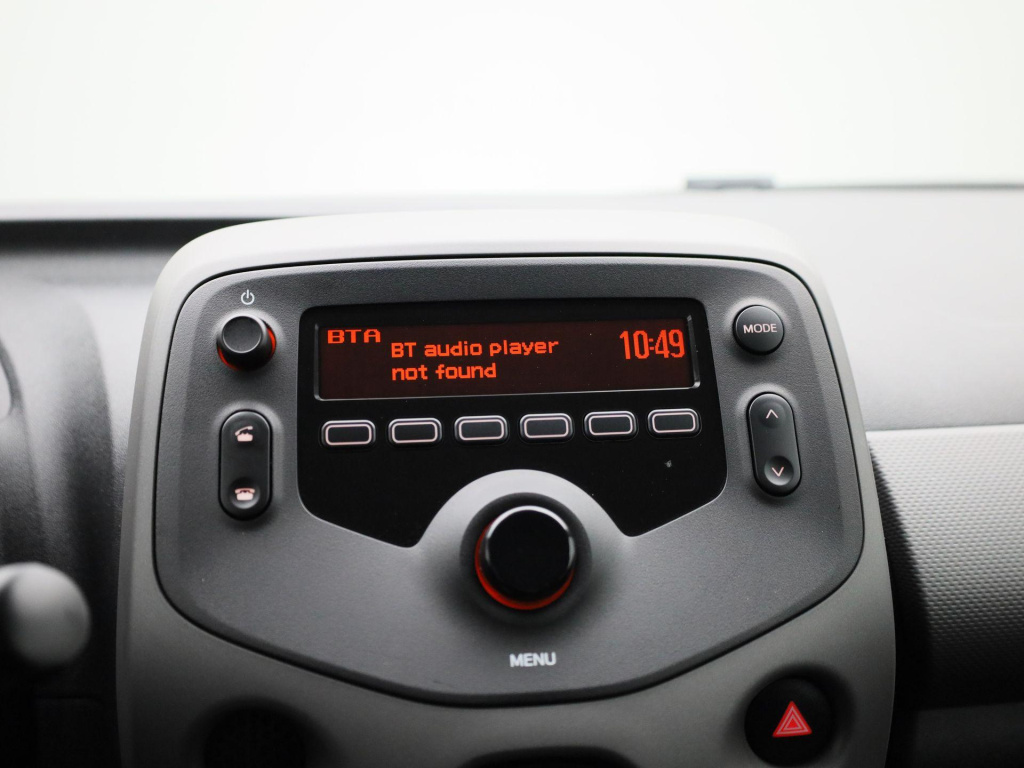 BTA
BT audio player
not found
10:49
MODE
MENU